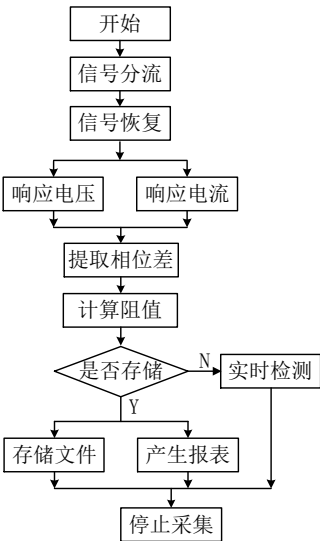 开始
信号分流
信号恢复
响应电压
响应电流
提取相位差
计算阻值
是否存储
N
实时检测
Y
存储文件
产生报表
停止采集